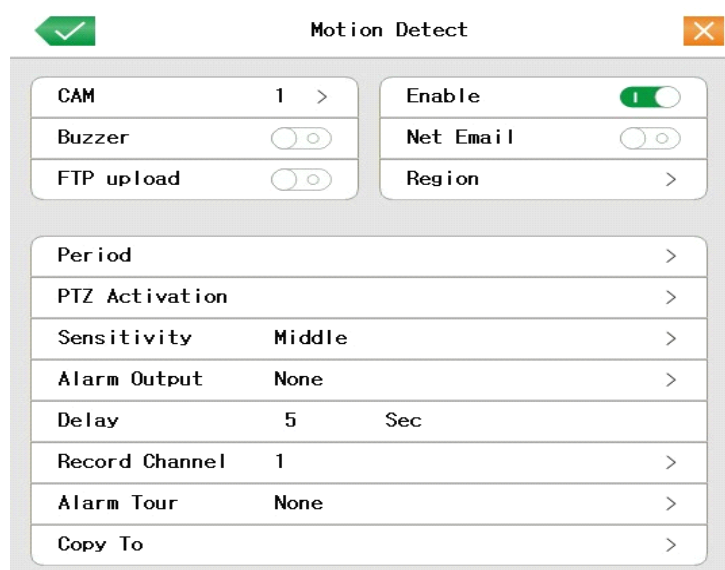 Motion Detect
CAM 1 >
Enable
Buzzer
Net Email
FTP upload
Region >
Period >
PTZ Activation >
Sensitivity Middle >
Alarm Output None >
Delay 5 Sec
Record Channel 1 >
Alarm Tour None >
Copy To >